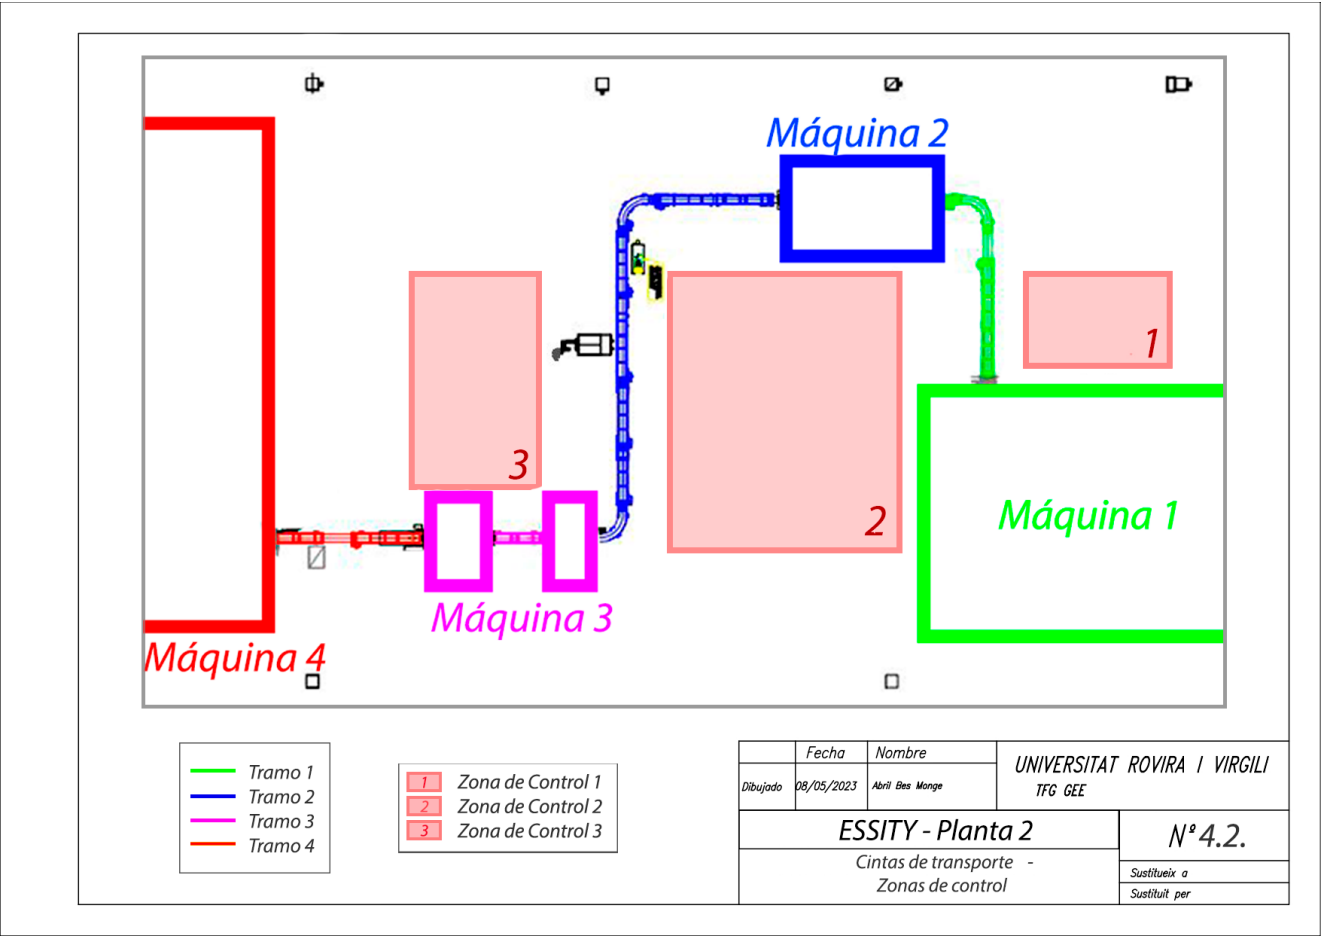 Máquina 2
1
3
2
Máquina 1
Máquina 3
Máquina 4
Tramo 1
Tramo 2
Tramo 3
Tramo 4
1 Zona de Control 1
2 Zona de Control 2
3 Zona de Control 3
Fecha Nombre
Dibujado 08/05/2023 Abril Bes Monge
UNIVERSITAT ROVIRA I VIRGILI
TFG GEE
ESSITY - Planta 2
Cintas de transporte -
Zonas de control
Nº 4.2.
Sustitueix a
Sustituit per